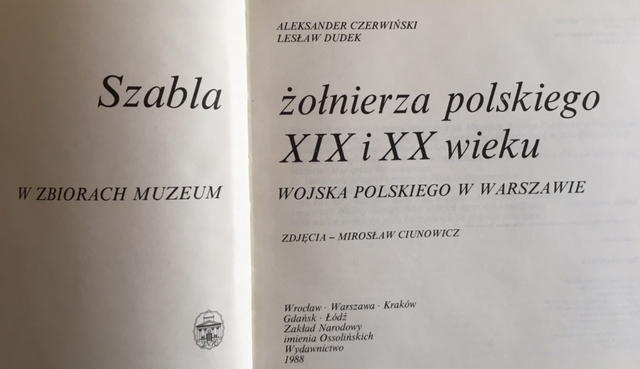 ALEKSANDER CZERWIŃSKI
LESŁAW DUDEK
Szabla żołnierza polskiego
XIX i XX wieku
W ZBIORACH MUZEUM WOJSKA POLSKIEGO W WARSZAWIE
ZDJĘCIA – MIROSŁAW CIUNOWICZ
Wrocław · Warszawa · Kraków
Gdańsk · Łódź
Zakład Narodowy
imienia Ossolińskich
Wydawnictwo
1988